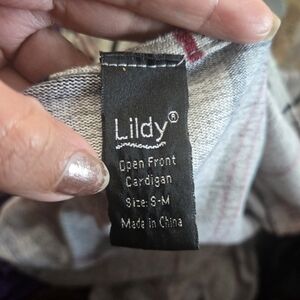 Lildy®
Open Front
Cardigan
Size: S-M
Made in China